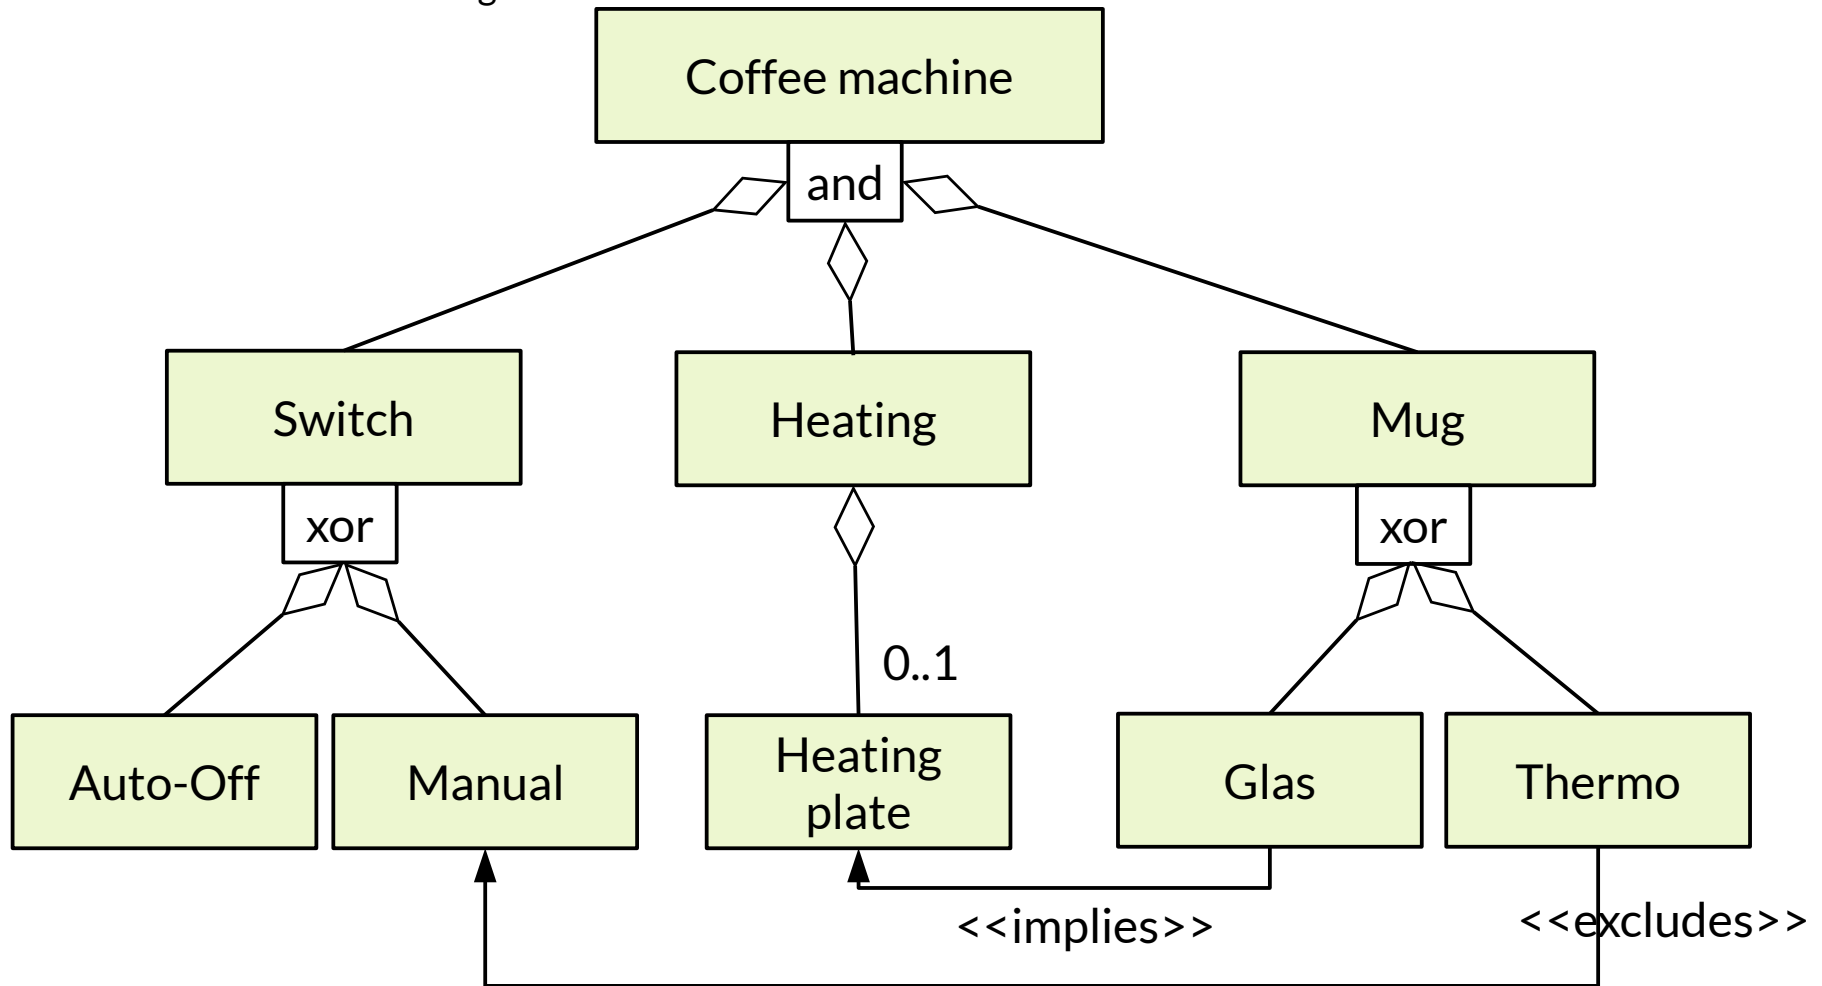 Coffee machine
and
Switch
Heating
Mug
xor
xor
0..1
Auto-Off
Manual
Heating
plate
Glas
Thermo
<<implies>>
<<excludes>>